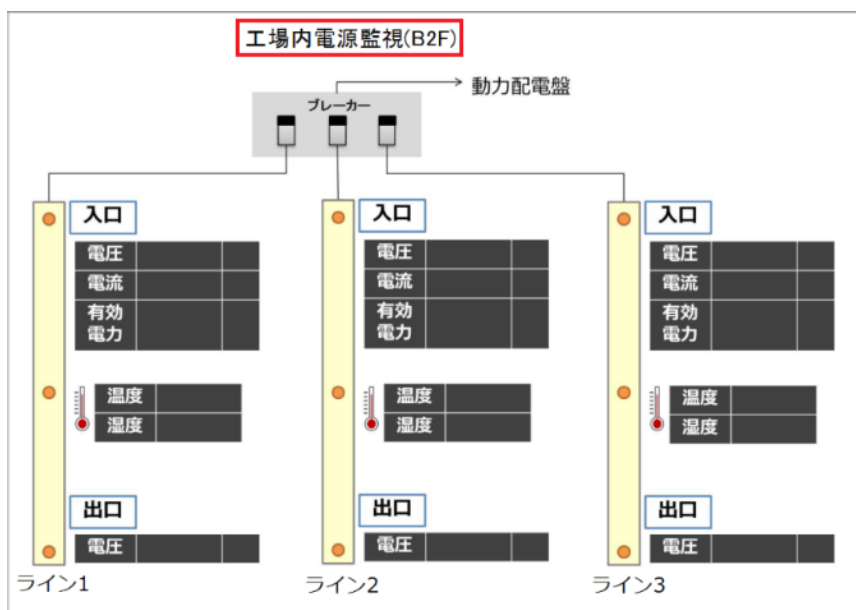 工場内電源監視(B2F)
動力配電盤
ブレーカー
入口
電圧
電流
有効
電力
温度
湿度
出口
電圧
ライン1
入口
電圧
電流
有効
電力
温度
湿度
出口
電圧
ライン2
入口
電圧
電流
有効
電力
温度
湿度
出口
電圧
ライン3